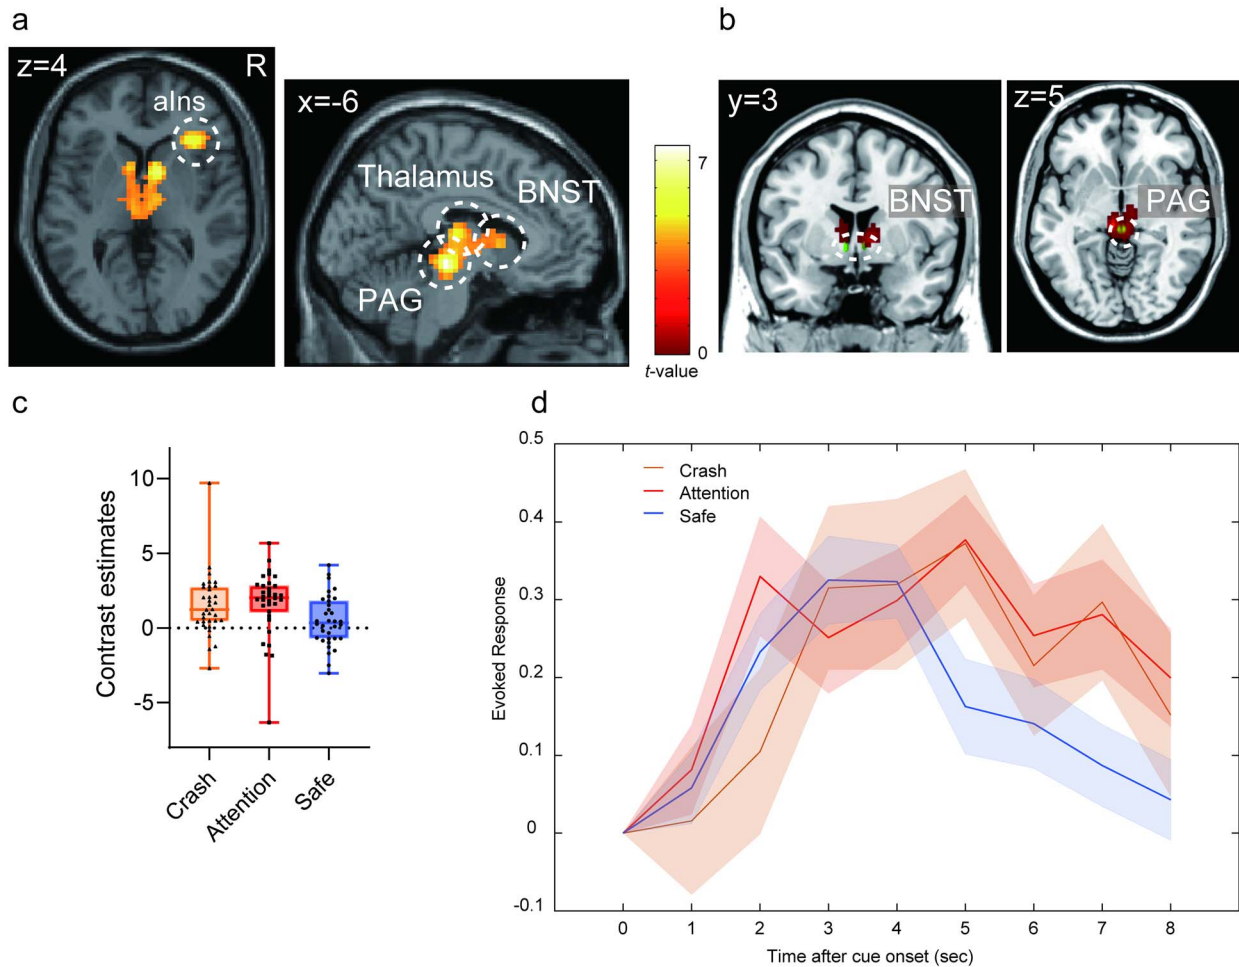 a
b
z=4
R
aIns
x=-6
Thalamus
BNST
PAG
7
0
t-value
y=3
BNST
z=5
PAG
c
d
10
5
0
-5
Contrast estimates
Crash
Attention
Safe
0.5
0.4
0.3
0.2
0.1
0
-0.1
Evoked Response
Crash
Attention
Safe
0 1 2 3 4 5 6 7 8
Time after cue onset (sec)